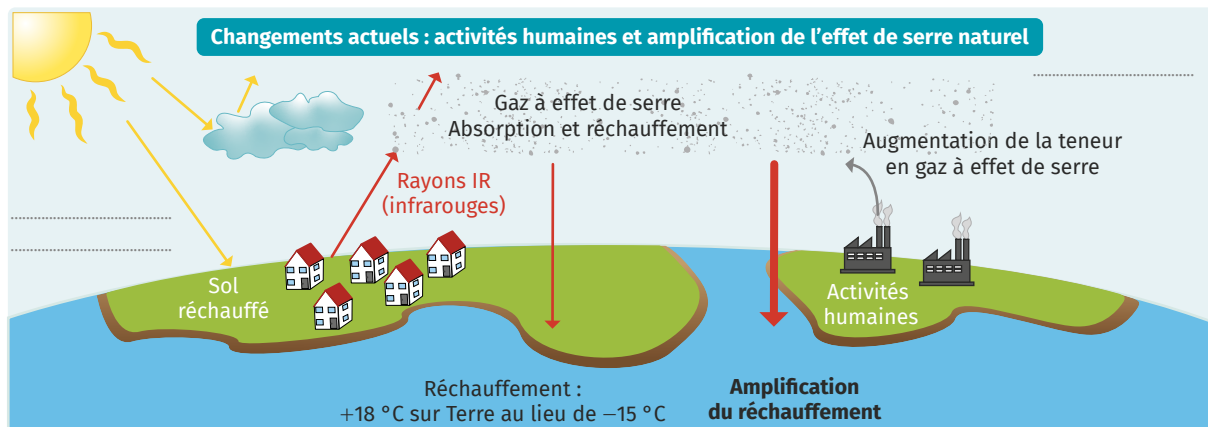 Changements actuels : activités humaines et amplification de l’effet de serre naturel
Gaz à effet de serre
Absorption et réchauffement
Augmentation de la teneur
en gaz à effet de serre
Rayons IR
(infrarouges)
Sol
réchauffé
Activités
humaines
Réchauffement :
+18 °C sur Terre au lieu de −15 °C
Amplification
du réchauffement